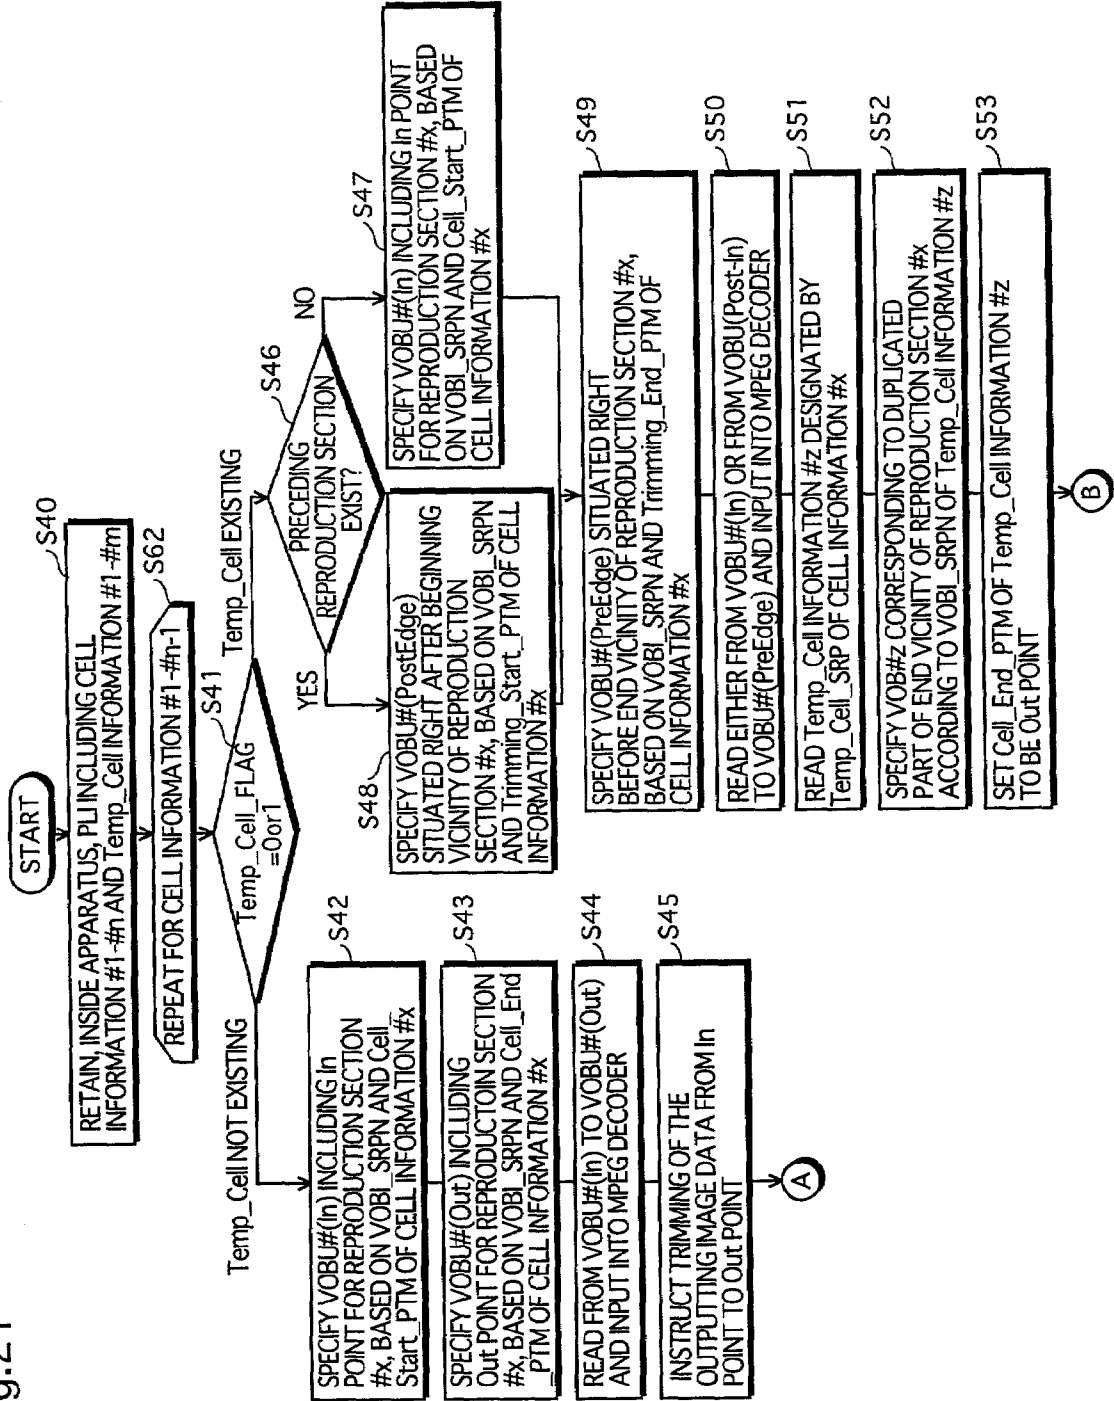 g.21
START
S40
RETAIN, INSIDE APPARATUS, PLI INCLUDING CELL
INFORMATION #1-#n AND Temp_Cell INFORMATION #1-#m
S62
REPEAT FOR CELL INFORMATION #1-#n-1
S41
Temp_Cell_FLAG
=0or1
Temp_Cell NOT EXISTING
Temp_Cell EXISTING
S42
SPECIFY VOBU#(In) INCLUDING In
POINT FOR REPRODUCTION SECTION
#x, BASED ON VOBI_SRPN AND Cell_
Start_PTM OF CELL INFORMATION #x
S43
SPECIFY VOBU#(Out) INCLUDING
Out POINT FOR REPRODUCTOIN SECTION
#x, BASED ON VOBI_SRPN AND Cell_End
_PTM OF CELL INFORMATION #x
S44
READ FROM VOBU#(In) TO VOBU#(Out)
AND INPUT INTO MPEG DECODER
S45
INSTRUCT TRIMMING OF THE
OUTPUTTING IMAGE DATA FROM In
POINT TO Out POINT
A
S46
PRECEDING
REPRODUCTION SECTION
EXIST?
YES
NO
S48
SPECIFY VOBU#(PostEdge)
SITUATED RIGHT AFTER BEGINNING
VICINITY OF REPRODUCTION
SECTION #x, BASED ON VOBI_SRPN
AND Trimming_Start_PTM OF CELL
INFORMATION #x
S47
SPECIFY VOBU#(In) INCLUDING In POINT
FOR REPRODUCTION SECTION #x, BASED
ON VOBI_SRPN AND Cell_Start_PTM OF
CELL INFORMATION #x
S49
SPECIFY VOBU#(PreEdge) SITUATED RIGHT
BEFORE END VICINITY OF REPRODUCTION SECTION #x,
BASED ON VOBI_SRPN AND Trimming_End_PTM OF
CELL INFORMATION #x
S50
READ EITHER FROM VOBU#(In) OR FROM VOBU(Post-In)
TO VOBU#(PreEdge) AND INPUT INTO MPEG DECODER
S51
READ Temp_Cell INFORMATION #z DESIGNATED BY
Temp_Cell_SRP OF CELL INFORMATION #x
S52
SPECIFY VOB#z CORRESPONDING TO DUPLICATED
PART OF END VICINITY OF REPRODUCTION SECTION #x
ACCORDING TO VOBI_SRPN OF Temp_Cell INFORMATION #z
S53
SET Cell_End_PTM OF Temp_Cell INFORMATION #z
TO BE Out POINT
B